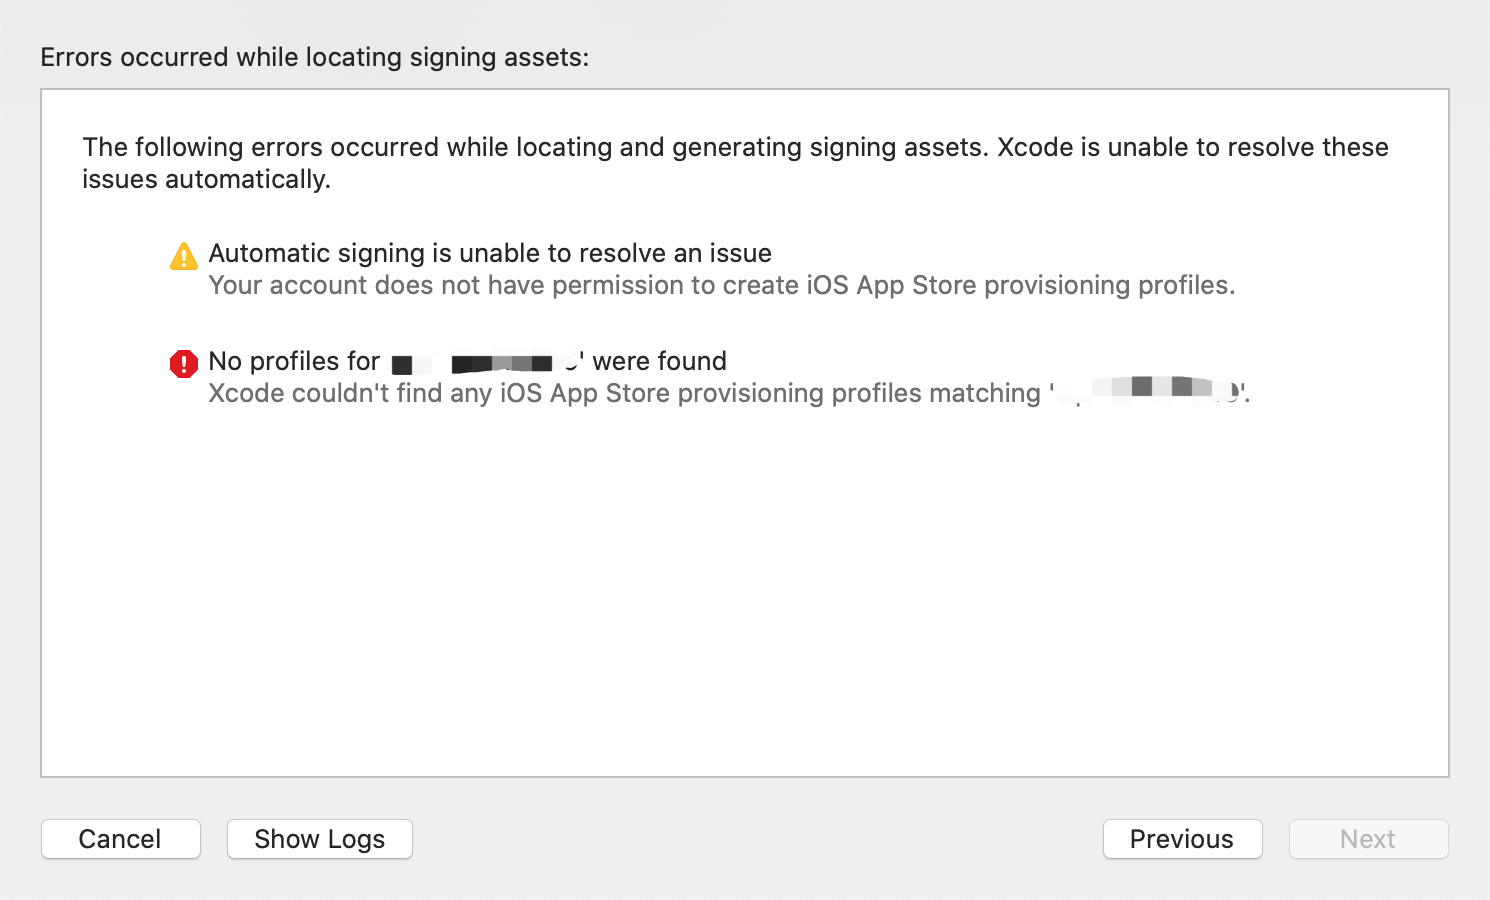 Errors occurred while locating signing assets:
The following errors occurred while locating and generating signing assets. Xcode is unable to resolve these
issues automatically.
Automatic signing is unable to resolve an issue
Your account does not have permission to create iOS App Store provisioning profiles.
No profiles for ' were found
Xcode couldn't find any iOS App Store provisioning profiles matching ''.
Cancel
Show Logs
Previous
Next